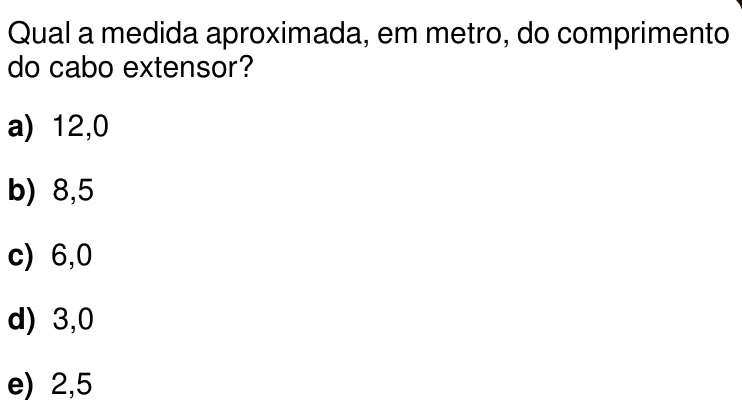 Qual a medida aproximada, em metro, do comprimento
do cabo extensor?
a) 12,0
b) 8,5
c) 6,0
d) 3,0
e) 2,5